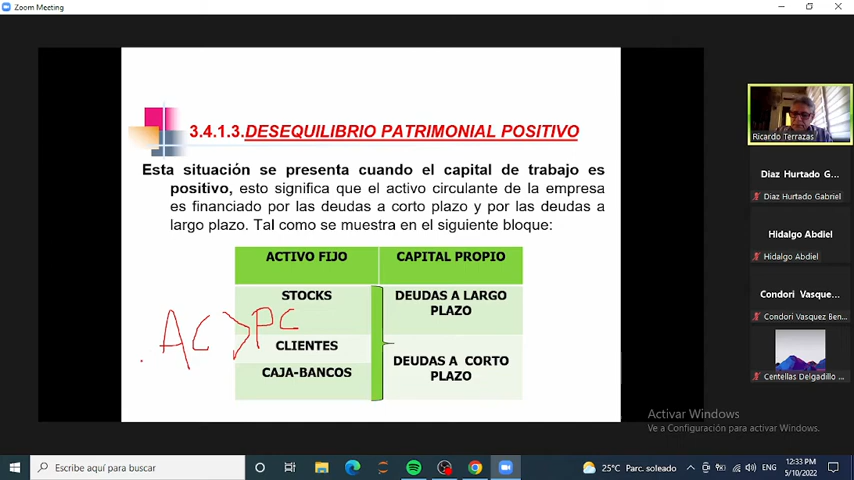 Zoom Meeting
3.4.1.3.DESEQUILIBRIO PATRIMONIAL POSITIVO
Esta situación se presenta cuando el capital de trabajo es
positivo, esto significa que el activo circulante de la empresa
es financiado por las deudas a corto plazo y por las deudas a
largo plazo. Tal como se muestra en el siguiente bloque:
ACTIVO FIJO
CAPITAL PROPIO
STOCKS
DEUDAS A LARGO
PLAZO
AC > PC
CLIENTES
DEUDAS A CORTO
PLAZO
CAJA-BANCOS
Ricardo Terrazas
Diaz Hurtado G...
Diaz Hurtado Gabriel
Hidalgo Abdiel
Hidalgo Abdiel
Condori Vasque...
Condori Vasquez Ben...
Centellas Delgadillo ...
Activar Windows
Ve a Configuración para activar Windows.
Escribe aquí para buscar
25°C Parc. soleado
ENG
12:33 PM
5/10/2022